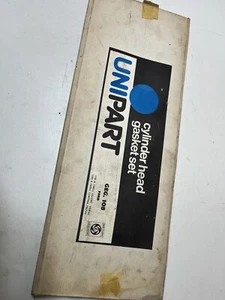 UNIPART
cylinder head
gasket set
GEG. 108